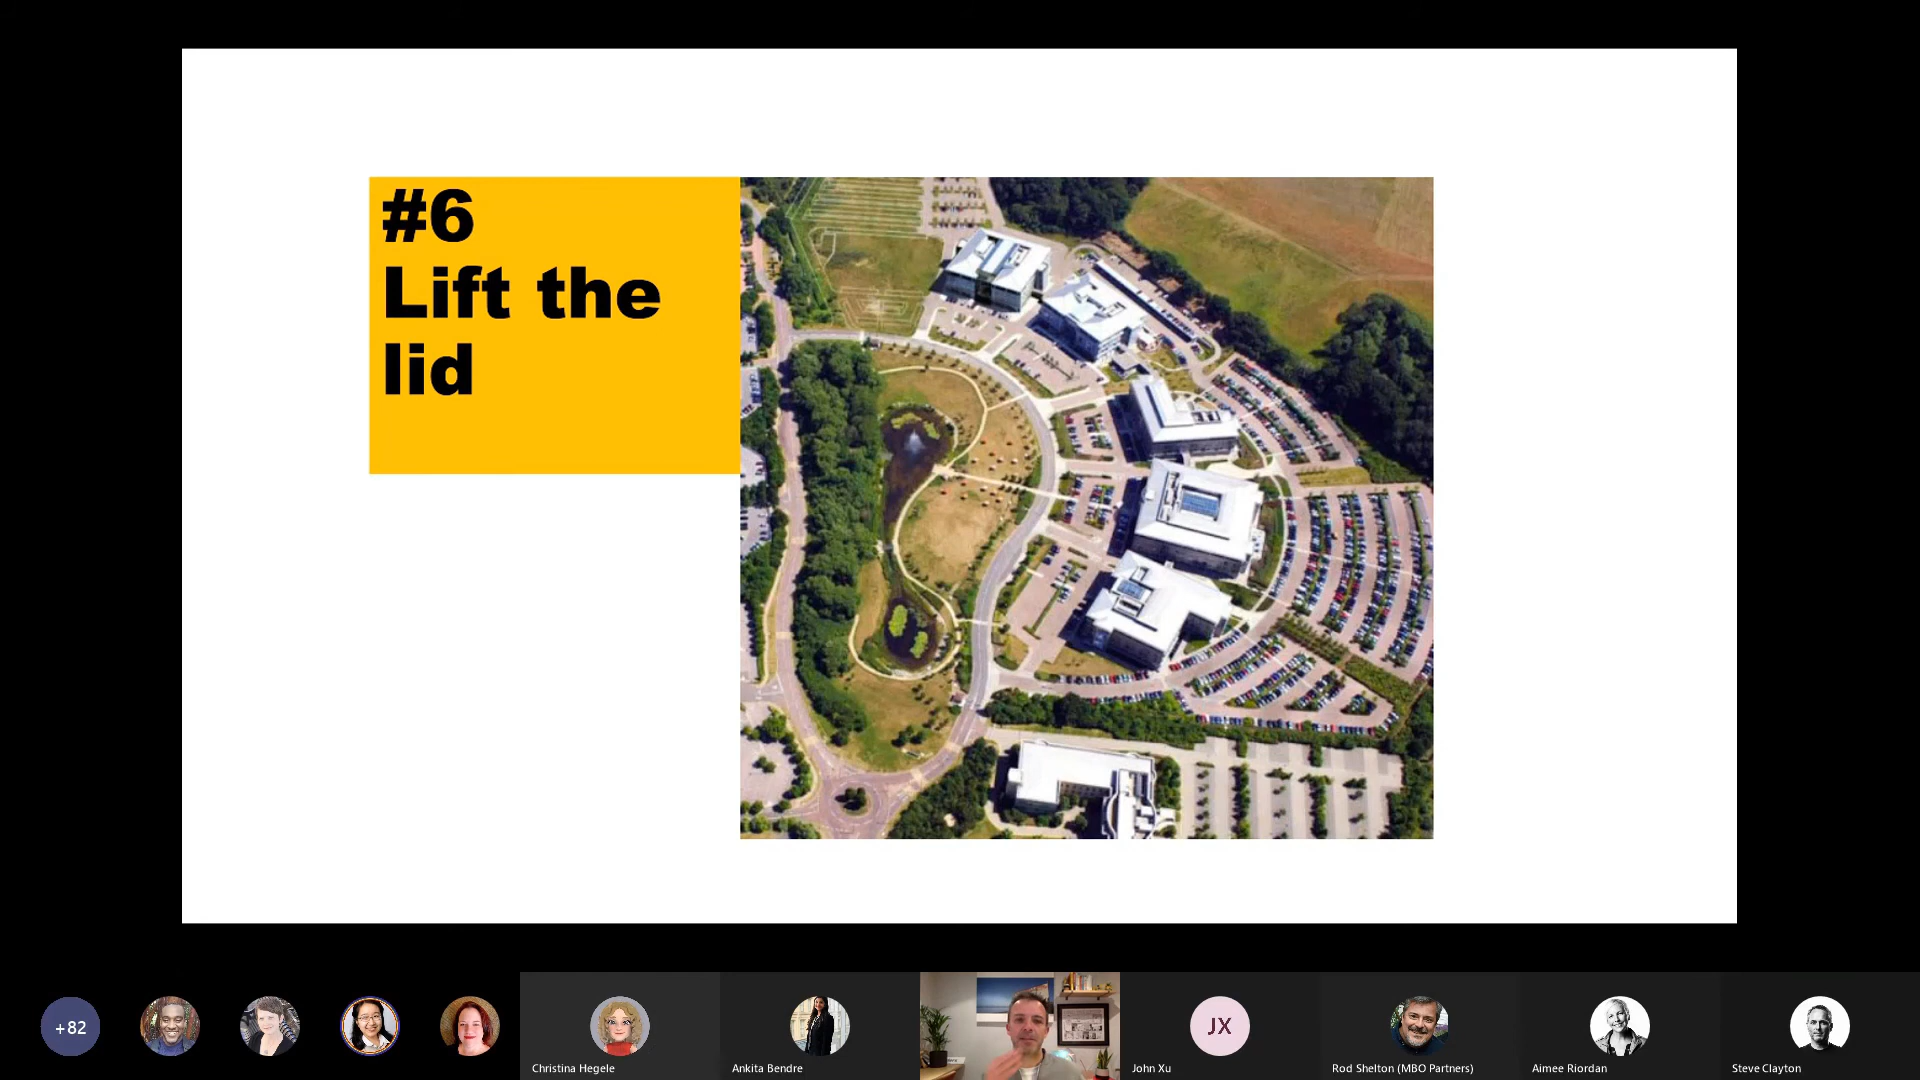 #6
Lift the
lid
+82
Christina Hegele
Ankita Bendre
JX
John Xu
Rod Shelton (MBO Partners)
Aimee Riordan
Steve Clayton